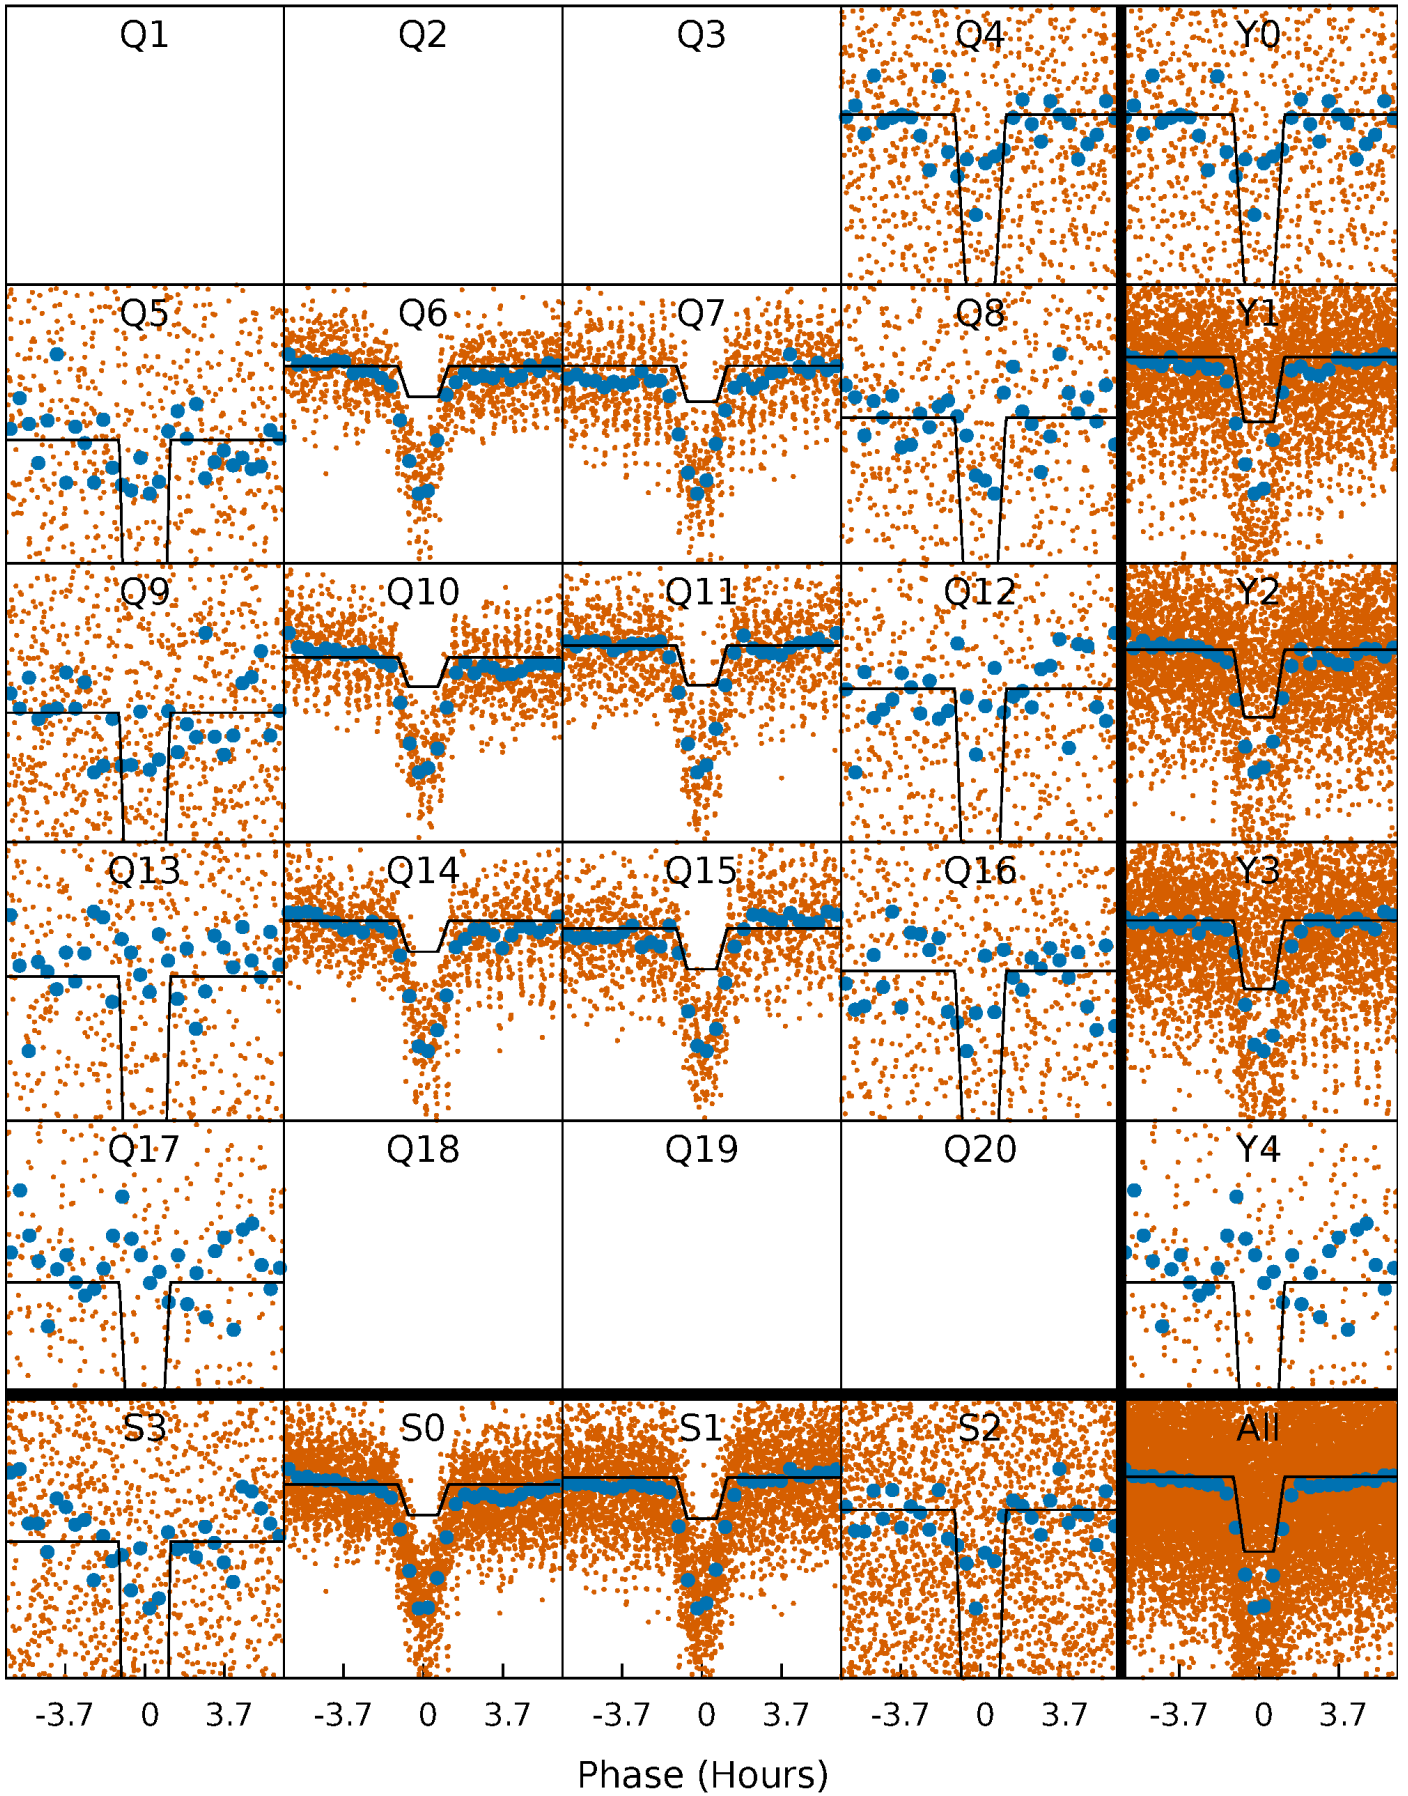 Q1 Q2 Q3 Q4 Y0
Q5 Q6 Q7 Q8 Y1
Q9 Q10 Q11 Q12 Y2
Q13 Q14 Q15 Q16 Y3
Q17 Q18 Q19 Q20 Y4
S3 S0 S1 S2 All
-3.7 0 3.7 -3.7 0 3.7 -3.7 0 3.7 -3.7 0 3.7 -3.7 0 3.7
Phase (Hours)